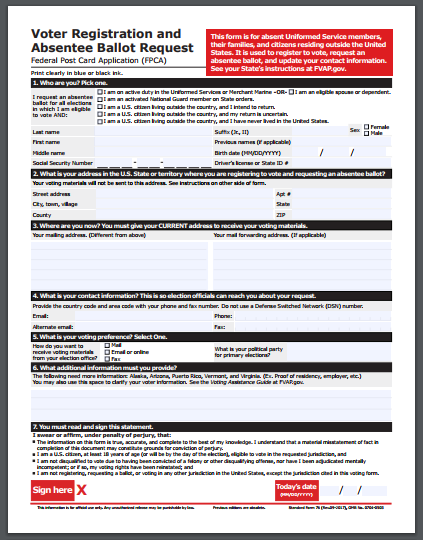 Voter Registration and
Absentee Ballot Request
Federal Post Card Application (FPCA)
This form is for absent Uniformed Service members,
their families, and citizens residing outside the United
States. It is used to register to vote, request an
absentee ballot, and update your contact information.
See your State's instructions at FVAP.gov.
Print clearly in blue or black ink.
1. Who are you? Pick one.
I request an absentee
ballot for all elections
in which I am eligible
to vote AND:
I am on active duty in the Uniformed Services or Merchant Marine -OR- I am an eligible spouse or dependent.
I am an activated National Guard member on State orders.
I am a U.S. citizen living outside the country, and I intend to return.
I am a U.S. citizen living outside the country, and my return is uncertain.
I am a U.S. citizen living outside the country, and I have never lived in the United States.
Last name
Suffix (Jr., II)
Sex
Female
Male
First name
Previous names (if applicable)
Middle name
Birth date (MM/DD/YYYY) / /
Social Security Number - -
Driver's license or State ID #
2. What is your address in the U.S. State or territory where you are registering to vote and requesting an absentee ballot?
Your voting materials will not be sent to this address. See instructions on other side of form.
Street address
Apt #
City, town, village
State
County
ZIP
3. Where are you now? You must give your CURRENT address to receive your voting materials.
Your mailing address. (Different from above)
Your mail forwarding address. (If applicable)
4. What is your contact information? This is so election officials can reach you about your request.
Provide the country code and area code with your phone and fax number. Do not use a Defense Switched Network (DSN) number.
Email:
Phone:
Alternate email:
Fax:
5. What is your voting preference? Select One.
How do you want to
receive voting materials
from your election office?
Mail
Email or online
Fax
What is your political party
for primary elections?
6. What additional information must you provide?
The following need more information: Alaska, Arizona, Puerto Rico, Vermont, and Virginia. (Ex. Proof of residency, employer, etc.)
You may also use this space to clarify your voter information. See the Voting Assistance Guide at FVAP.gov.
7. You must read and sign this statement.
I swear or affirm, under penalty of perjury, that:
The information on this form is true, accurate, and complete to the best of my knowledge. I understand that a material misstatement of fact in
completion of this document may constitute grounds for conviction of perjury.
I am a U.S. citizen, at least 18 years of age (or will be by the day of the election), eligible to vote in the requested jurisdiction, and
I am not disqualified to vote due to having been convicted of a felony or other disqualifying offense, nor have I been adjudicated mentally
incompetent; or if so, my voting rights have been reinstated; and
I am not registering, requesting a ballot, or voting in any other jurisdiction in the United States, except the jurisdiction cited in this voting form.
Sign here X
Today's date
(MM/DD/YYYY)
/ /
This information is for official use only. Any unauthorized release may be punishable by law.
Previous editions are obsolete.
Standard Form 76 (Rev.09-2017), OMB No. 0704-0503